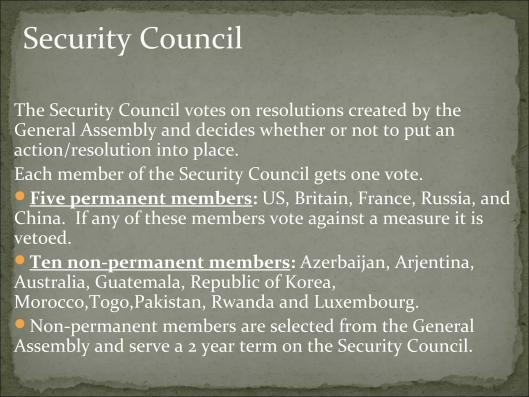 Security Council
The Security Council votes on resolutions created by the
General Assembly and decides whether or not to put an
action/resolution into place.
Each member of the Security Council gets one vote.
Five permanent members: US, Britain, France, Russia, and
China.  If any of these members vote against a measure it is
vetoed.
Ten non-permanent members: Azerbaijan, Arjentina,
Australia, Guatemala, Republic of Korea,
Morocco,Togo,Pakistan, Rwanda and Luxembourg.
Non-permanent members are selected from the General
Assembly and serve a 2 year term on the Security Council.